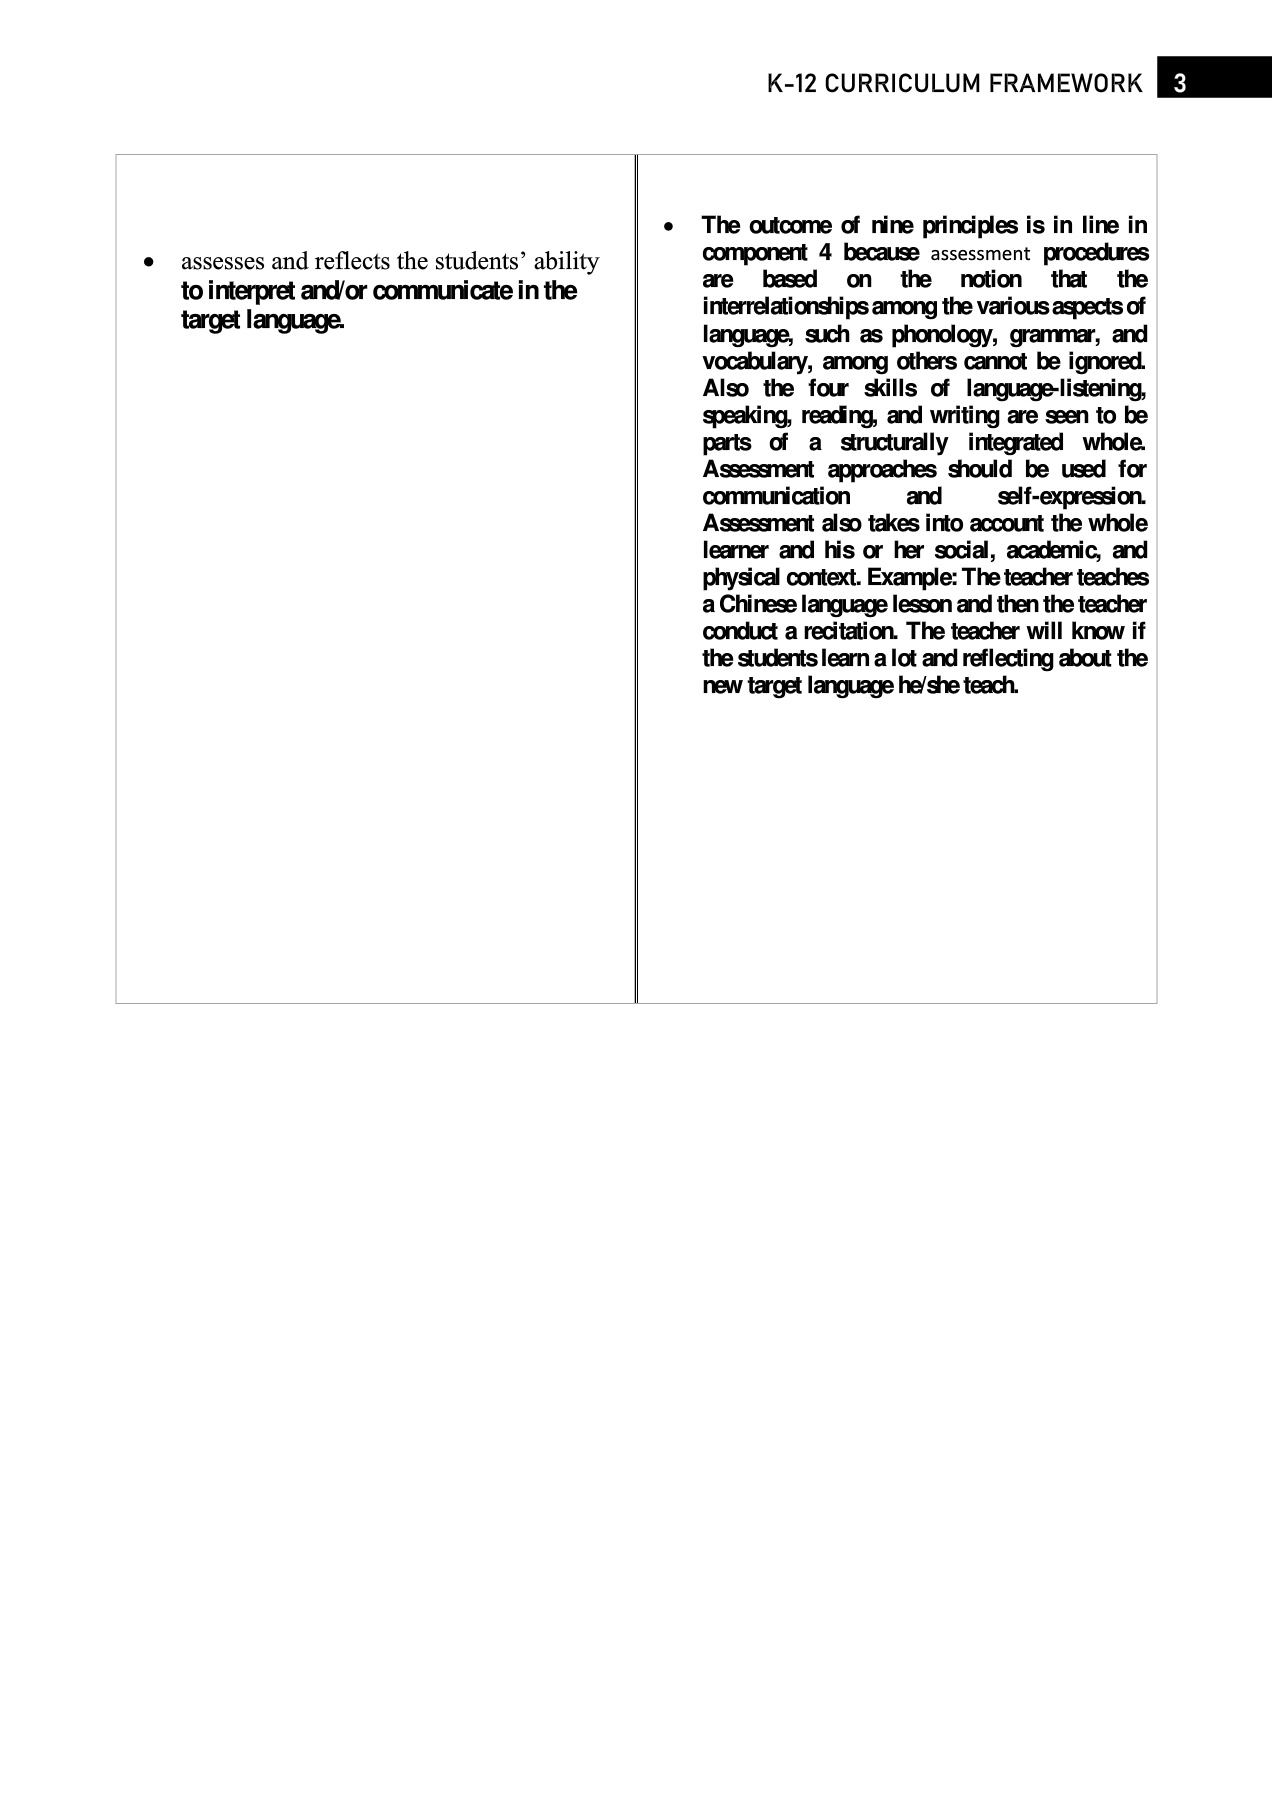 K-12 CURRICULUM FRAMEWORK 3
• assesses and reflects the students’ ability
to interpret and/or communicate in the
target language.
• The outcome of nine principles is in line in
component 4 because assessment procedures
are based on the notion that the
interrelationships among the various aspects of
language, such as phonology, grammar, and
vocabulary, among others cannot be ignored.
Also the four skills of language-listening,
speaking, reading, and writing are seen to be
parts of a structurally integrated whole.
Assessment approaches should be used for
communication and self-expression.
Assessment also takes into account the whole
learner and his or her social, academic, and
physical context. Example: The teacher teaches
a Chinese language lesson and then the teacher
conduct a recitation. The teacher will know if
the students learn a lot and reflecting about the
new target language he/she teach.